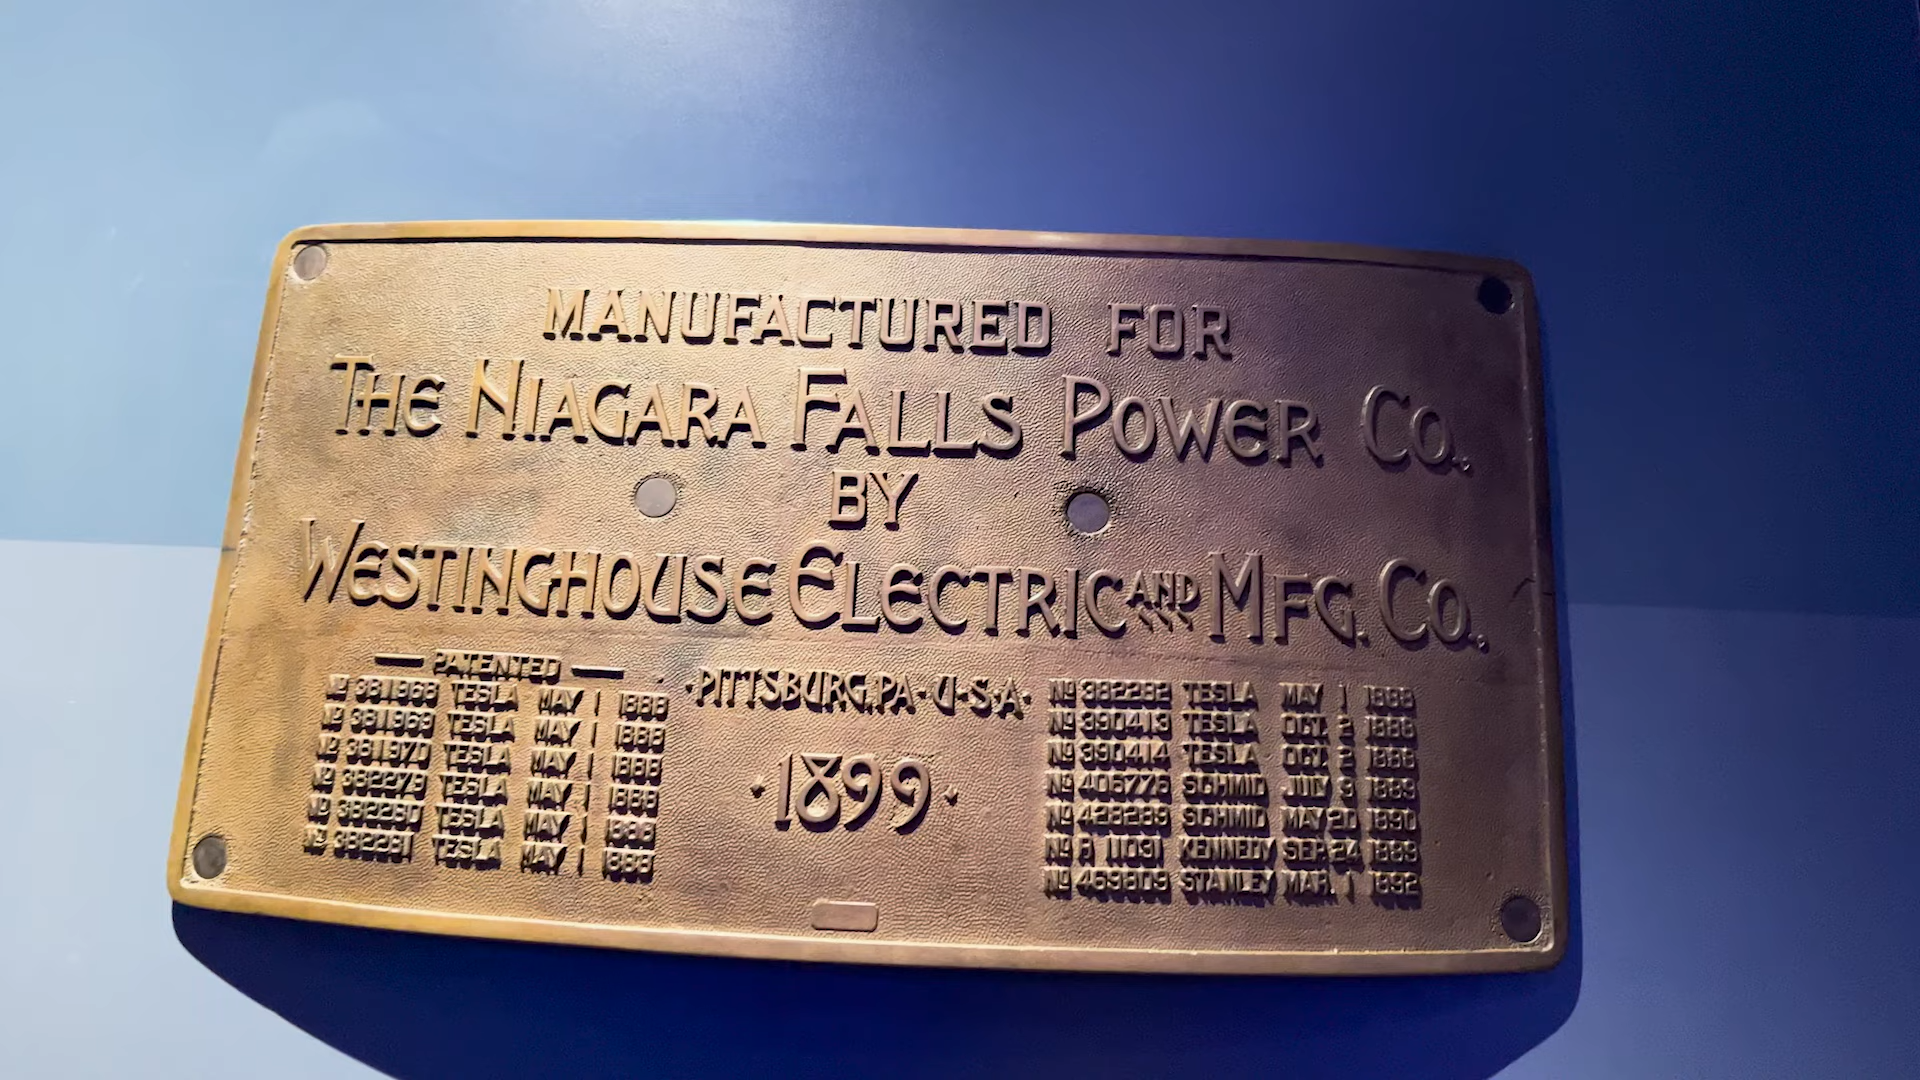 MANUFACTURED FOR
THE NIAGARA FALLS POWER CO.
BY
WESTINGHOUSE ELECTRIC AND MFG. CO.
PATENTED
Nº 381968 TESLA MAY 1 1888
Nº 381969 TESLA MAY 1 1888
Nº 381970 TESLA MAY 1 1888
Nº 382279 TESLA MAY 1 1888
Nº 382280 TESLA MAY 1 1888
Nº 382281 TESLA MAY 1 1888
·PITTSBURG, PA·U·S·A·
·1899·
Nº 382282 TESLA MAY 1 1888
Nº 390413 TESLA OCT. 2 1888
Nº 390414 TESLA OCT. 2 1888
Nº 406776 SCHMID JULY 9 1889
Nº 428289 SCHMID MAY 20 1890
Nº R 11031 KENNEDY SEP. 24 1889
Nº 469809 STANLEY MAR. 1 1892